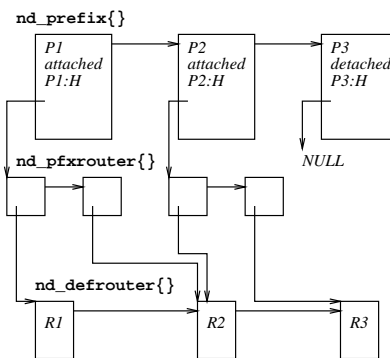 nd_prefix{}
P1 P2 P3
attached attached detached
P1:H P2:H P3:H
NULL
nd_pfxrouter{}
nd_defrouter{}
R1 R2 R3